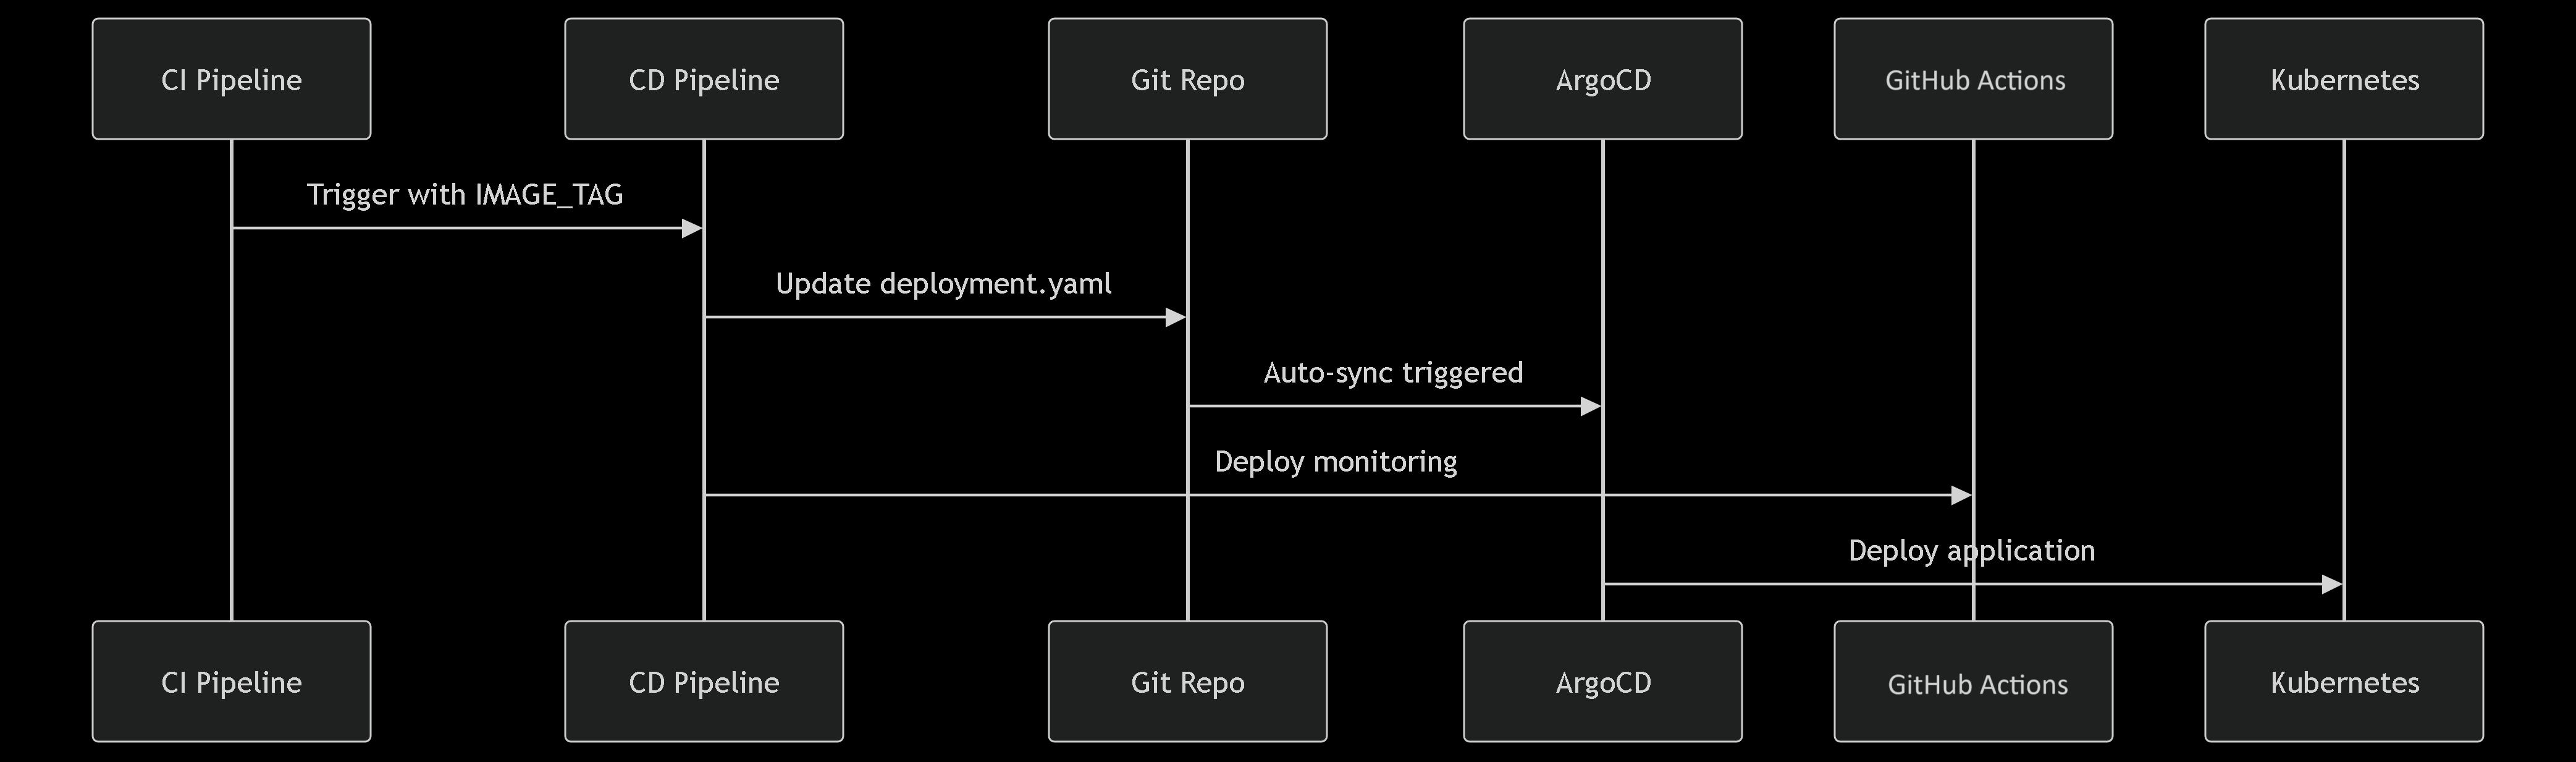 CI Pipeline
CD Pipeline
Git Repo
ArgoCD
GitHub Actions
Kubernetes
Trigger with IMAGE_TAG
Update deployment.yaml
Auto-sync triggered
Deploy monitoring
Deploy application
CI Pipeline
CD Pipeline
Git Repo
ArgoCD
GitHub Actions
Kubernetes